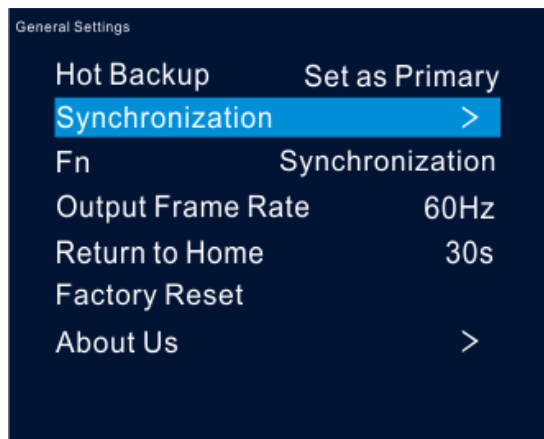 General Settings
Hot Backup Set as Primary
Synchronization >
Fn Synchronization
Output Frame Rate 60Hz
Return to Home 30s
Factory Reset
About Us >